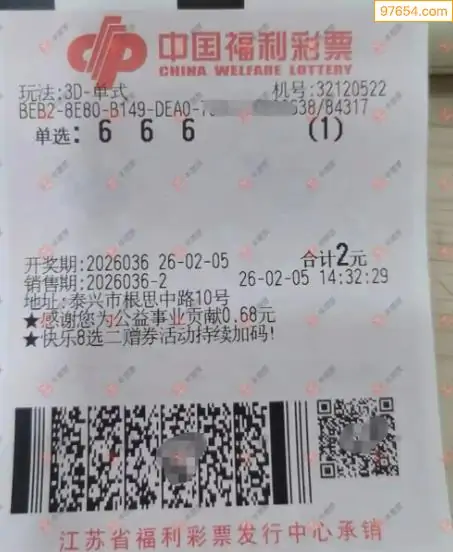 97654.com
中国福利彩票
CHINA WELFARE LOTTERY
玩法:3D-单式 机号:32120522
BEB2-8E80-B149-DEA0-7 638/84317
单选: 6 6 6 (1)
合计2元
开奖期:2026036 26-02-05
销售期:2026036-2 26-02-05 14:32:29
地址:泰兴市根思中路10号
★感谢您为公益事业贡献0.68元
★快乐8选二赠券活动持续加码!
江苏省福利彩票发行中心承销